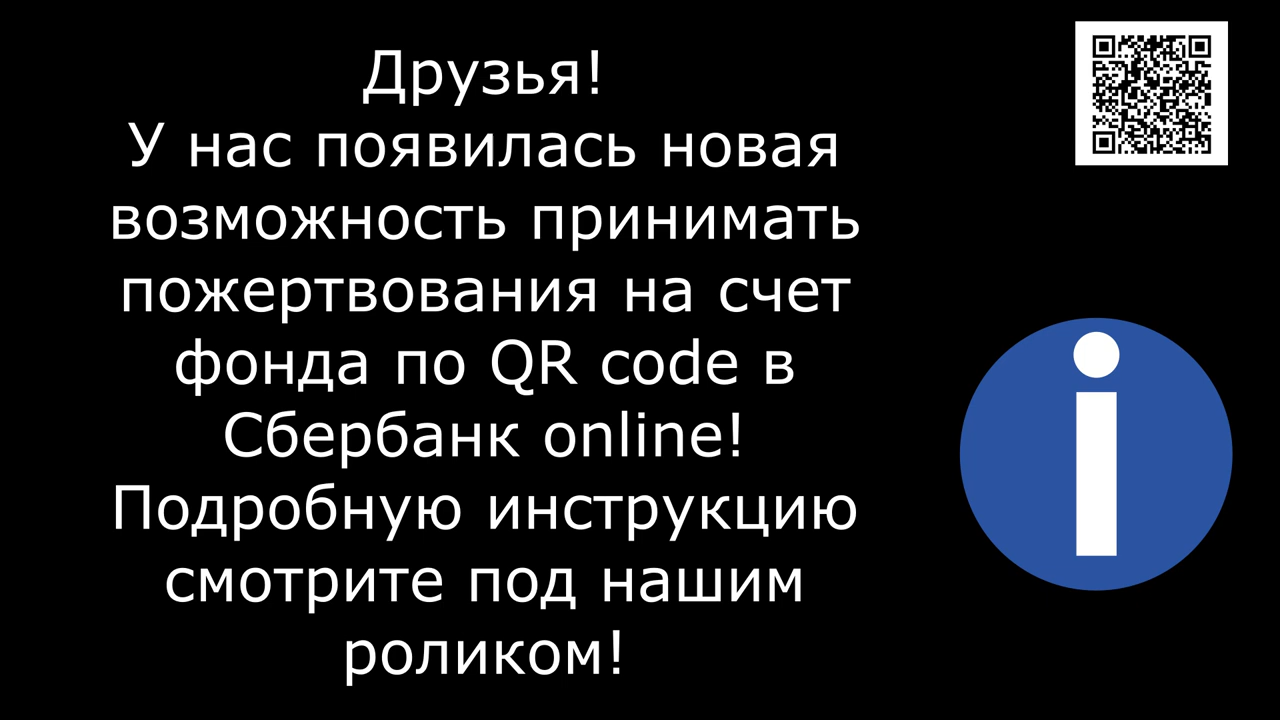 Друзья!
У нас появилась новая
возможность принимать
пожертвования на счет
фонда по QR code в
Сбербанк online!
Подробную инструкцию
смотрите под нашим
роликом!